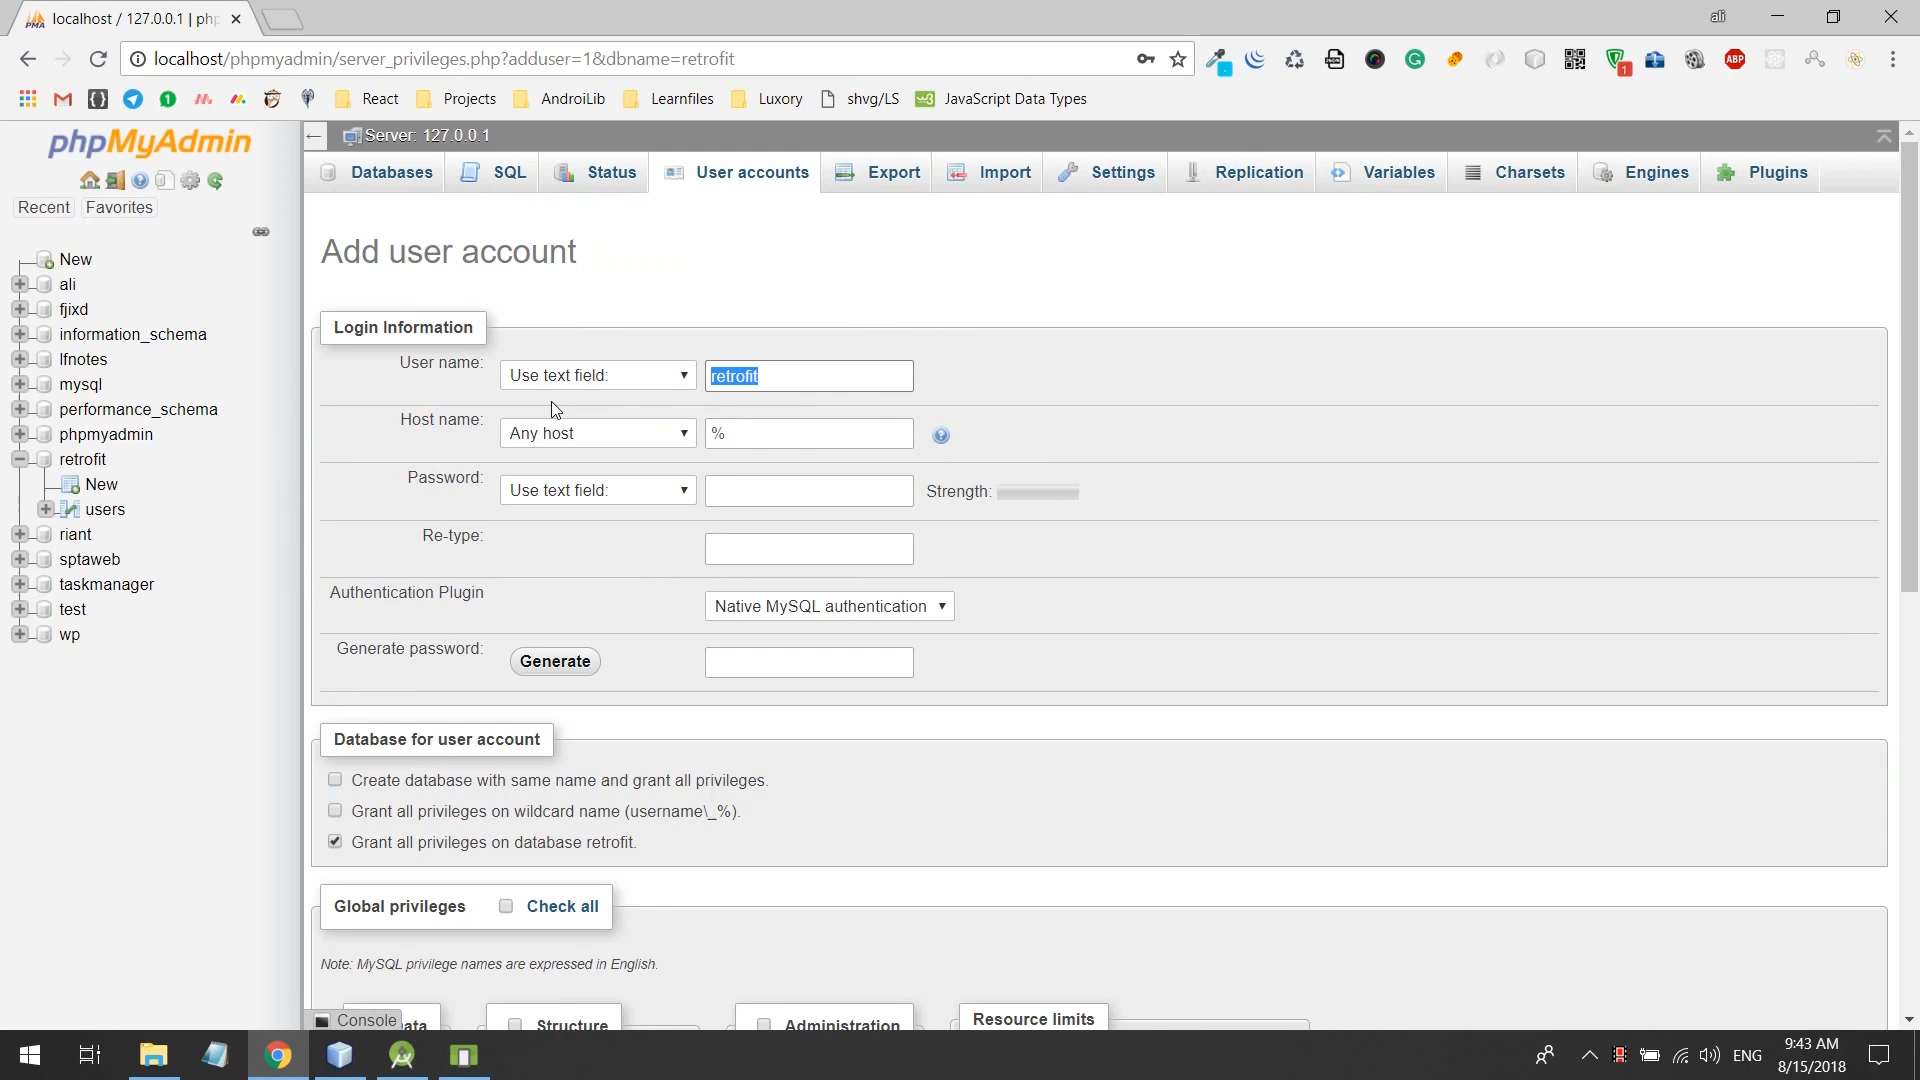 localhost / 127.0.0.1 | php
ali
localhost/phpmyadmin/server_privileges.php?adduser=1&dbname=retrofit
1
ABP
React
Projects
AndroiLib
Learnfiles
Luxory
shvg/LS
JavaScript Data Types
phpMyAdmin
Recent
Favorites
New
ali
fjixd
information_schema
lfnotes
mysql
performance_schema
phpmyadmin
retrofit
New
users
riant
sptaweb
taskmanager
test
wp
Server: 127.0.0.1
Databases
SQL
Status
User accounts
Export
Import
Settings
Replication
Variables
Charsets
Engines
Plugins
Add user account
Login Information
User name:
Use text field:
retrofit
Host name:
Any host
%
Password:
Use text field:
Strength:
Re-type:
Authentication Plugin
Native MySQL authentication
Generate password:
Generate
Database for user account
Create database with same name and grant all privileges.
Grant all privileges on wildcard name (username\_%).
Grant all privileges on database retrofit.
Global privileges
Check all
Note: MySQL privilege names are expressed in English.
Console
Structure
Administration
Resource limits
ENG
9:43 AM
8/15/2018